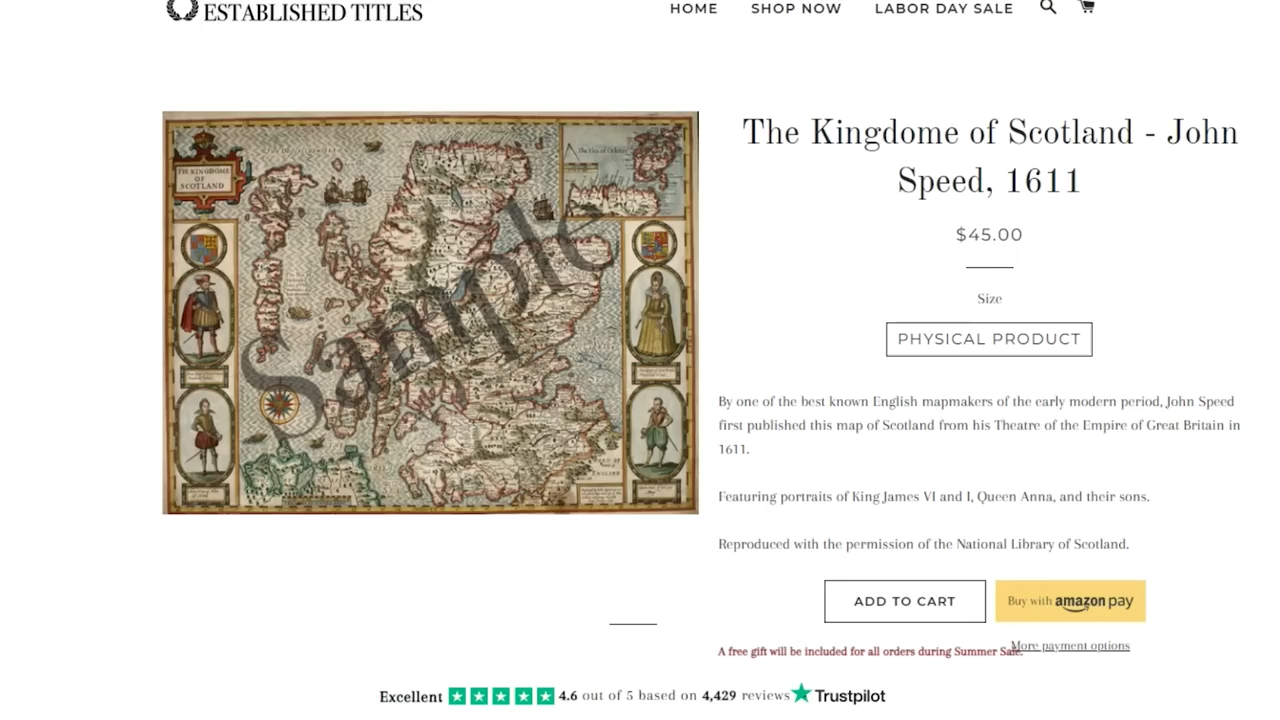 ESTABLISHED TITLES
HOME SHOP NOW LABOR DAY SALE
The Kingdome of Scotland - John
Speed, 1611
$45.00
Size
PHYSICAL PRODUCT
By one of the best known English mapmakers of the early modern period, John Speed
first published this map of Scotland from his Theatre of the Empire of Great Britain in
1611.
Featuring portraits of King James VI and I, Queen Anna, and their sons.
Reproduced with the permission of the National Library of Scotland.
ADD TO CART
Buy with amazon pay
More payment options
A free gift will be included for all orders during Summer Sale.
Excellent 4.6 out of 5 based on 4,429 reviews Trustpilot
THE KINGDOME
OF
SCOTLAND
The Iles of Orknay
Sample